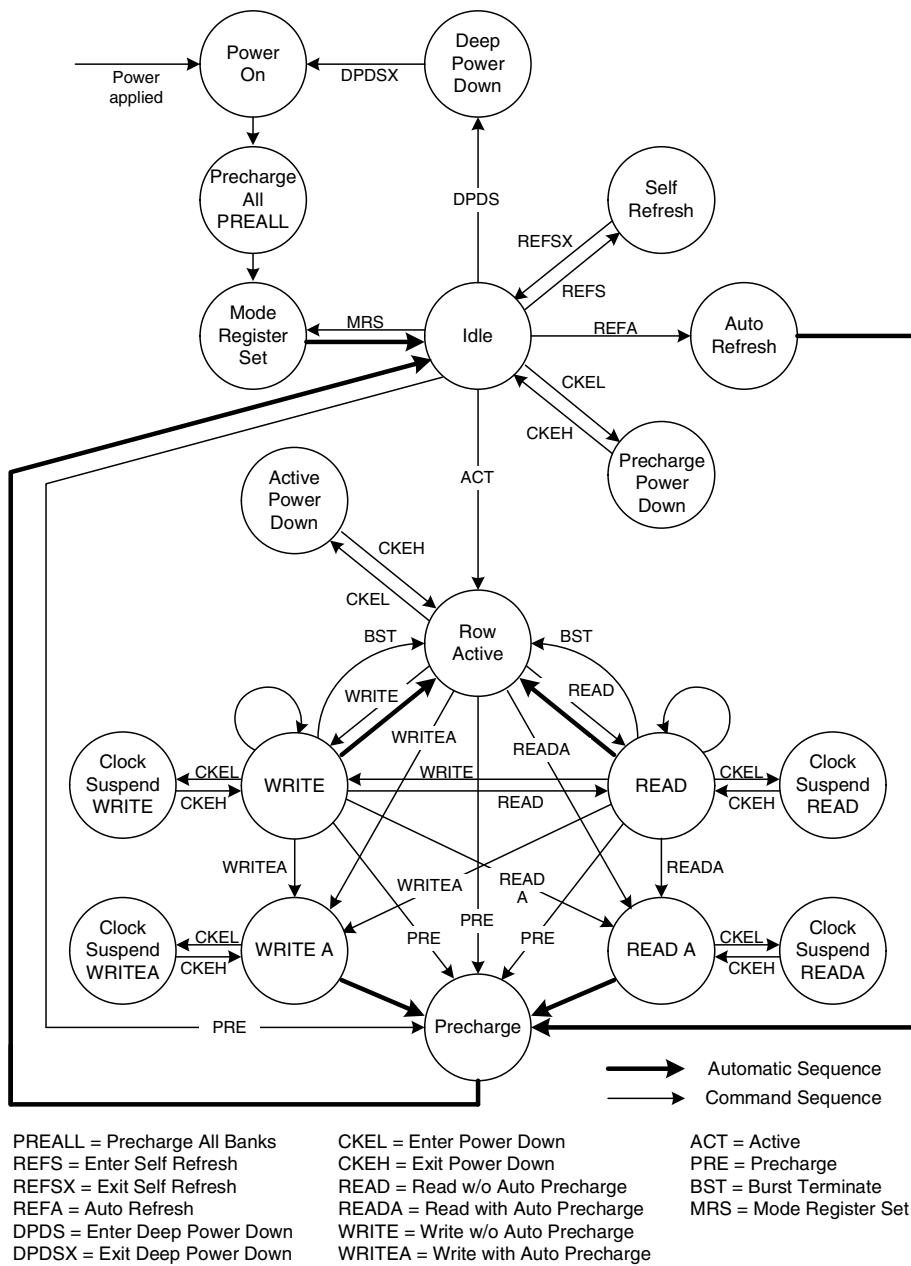 Power
On
Deep
Power
Down
DPDSX
Power
applied
Precharge
All
PREALL
DPDS
Self
Refresh
REFSX
REFS
Mode
Register
Set
MRS
Idle
REFA
Auto
Refresh
CKEL
CKEH
Precharge
Power
Down
ACT
Active
Power
Down
CKEH
CKEL
Row
Active
BST
BST
WRITE
READ
WRITEA
READA
Clock
Suspend
WRITE
CKEL
CKEH
WRITE
WRITE
READ
READ
CKEL
CKEH
Clock
Suspend
READ
WRITEA
WRITEA
READ
A
READA
Clock
Suspend
WRITEA
CKEL
CKEH
WRITE A
PRE
PRE
PRE
READ A
CKEL
CKEH
Clock
Suspend
READA
PRE
Precharge
Automatic Sequence
Command Sequence
PREALL = Precharge All Banks
REFS = Enter Self Refresh
REFSX = Exit Self Refresh
REFA = Auto Refresh
DPDS = Enter Deep Power Down
DPDSX = Exit Deep Power Down
CKEL = Enter Power Down
CKEH = Exit Power Down
READ = Read w/o Auto Precharge
READA = Read with Auto Precharge
WRITE = Write w/o Auto Precharge
WRITEA = Write with Auto Precharge
ACT = Active
PRE = Precharge
BST = Burst Terminate
MRS = Mode Register Set